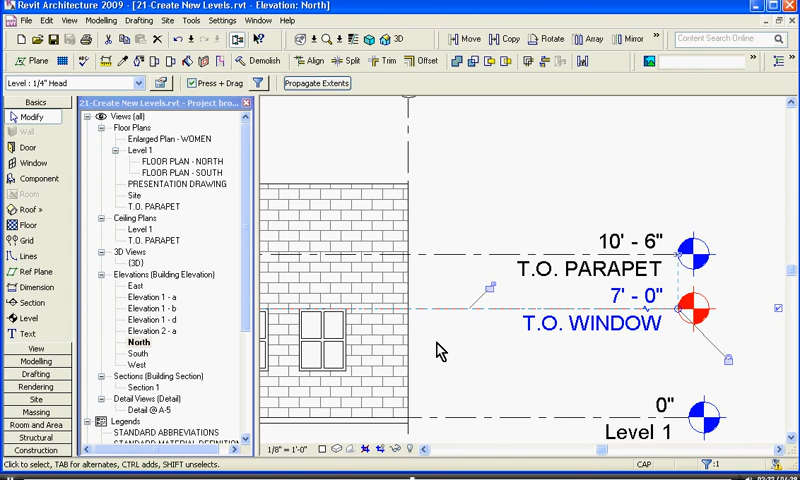 Revit Architecture 2009 - [21-Create New Levels.rvt - Elevation: North]
File Edit View Modelling Drafting Site Tools Settings Window Help
3D Move Copy Rotate Array Mirror Content Search Online
Plane Demolish Align Split Trim Offset
Level : 1/4" Head Press + Drag Propagate Extents
Basics
Modify
Wall
Door
Window
Component
Room
Roof »
Floor
Grid
Lines
Ref Plane
Dimension
Section
Level
Text
View
Modelling
Drafting
Rendering
Site
Massing
Room and Area
Structural
Construction
21-Create New Levels.rvt - Project bro...
Views (all)
Floor Plans
Enlarged Plan - WOMEN
Level 1
FLOOR PLAN - NORTH
FLOOR PLAN - SOUTH
PRESENTATION DRAWING
Site
T.O. PARAPET
Ceiling Plans
Level 1
T.O. PARAPET
3D Views
{3D}
Elevations (Building Elevation)
East
Elevation 1 - a
Elevation 1 - b
Elevation 1 - d
Elevation 2 - a
North
South
West
Sections (Building Section)
Section 1
Detail Views (Detail)
Detail @ A-5
Legends
STANDARD ABBREVIATIONS
10' - 6"
T.O. PARAPET
7' - 0"
T.O. WINDOW
0"
Level 1
1/8" = 1'-0"
Click to select, TAB for alternates, CTRL adds, SHIFT unselects.
CAP
:1